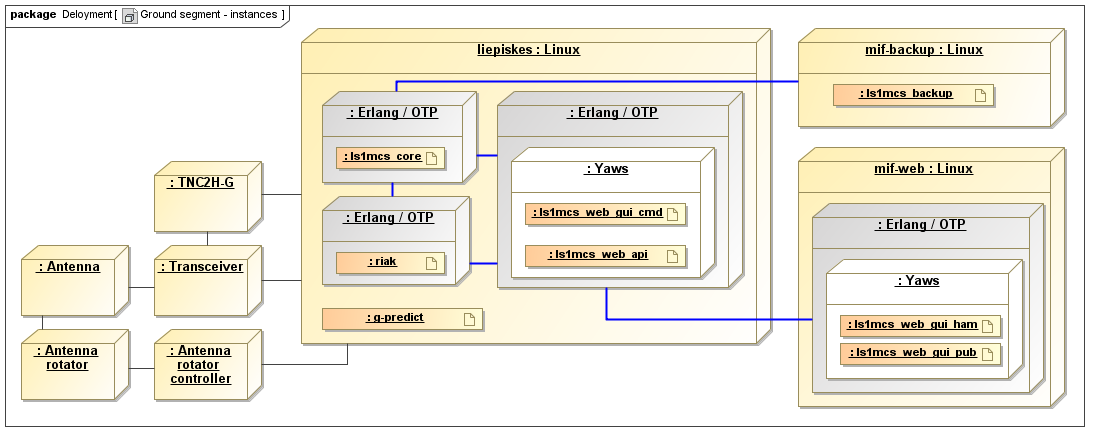 package Deloyment[ Ground segment - instances ]
liepiskes : Linux
: Erlang / OTP
: ls1mcs_core
: Erlang / OTP
: riak
: g-predict
: Erlang / OTP
: Yaws
: ls1mcs_web_gui_cmd
: ls1mcs_web_api
mif-backup : Linux
: ls1mcs_backup
mif-web : Linux
: Erlang / OTP
: Yaws
: ls1mcs_web_gui_ham
: ls1mcs_web_gui_pub
: TNC2H-G
: Antenna
: Transceiver
: Antenna
rotator
: Antenna
rotator
controller